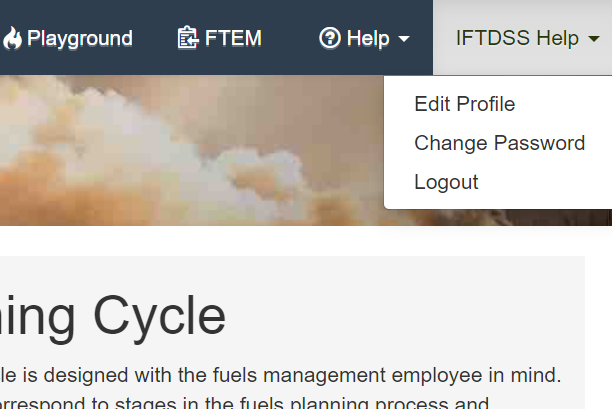 Playground FTEM Help IFTDSS Help
Edit Profile
Change Password
Logout
ing Cycle
le is designed with the fuels management employee in mind.
rrespond to stages in the fuels planning process and